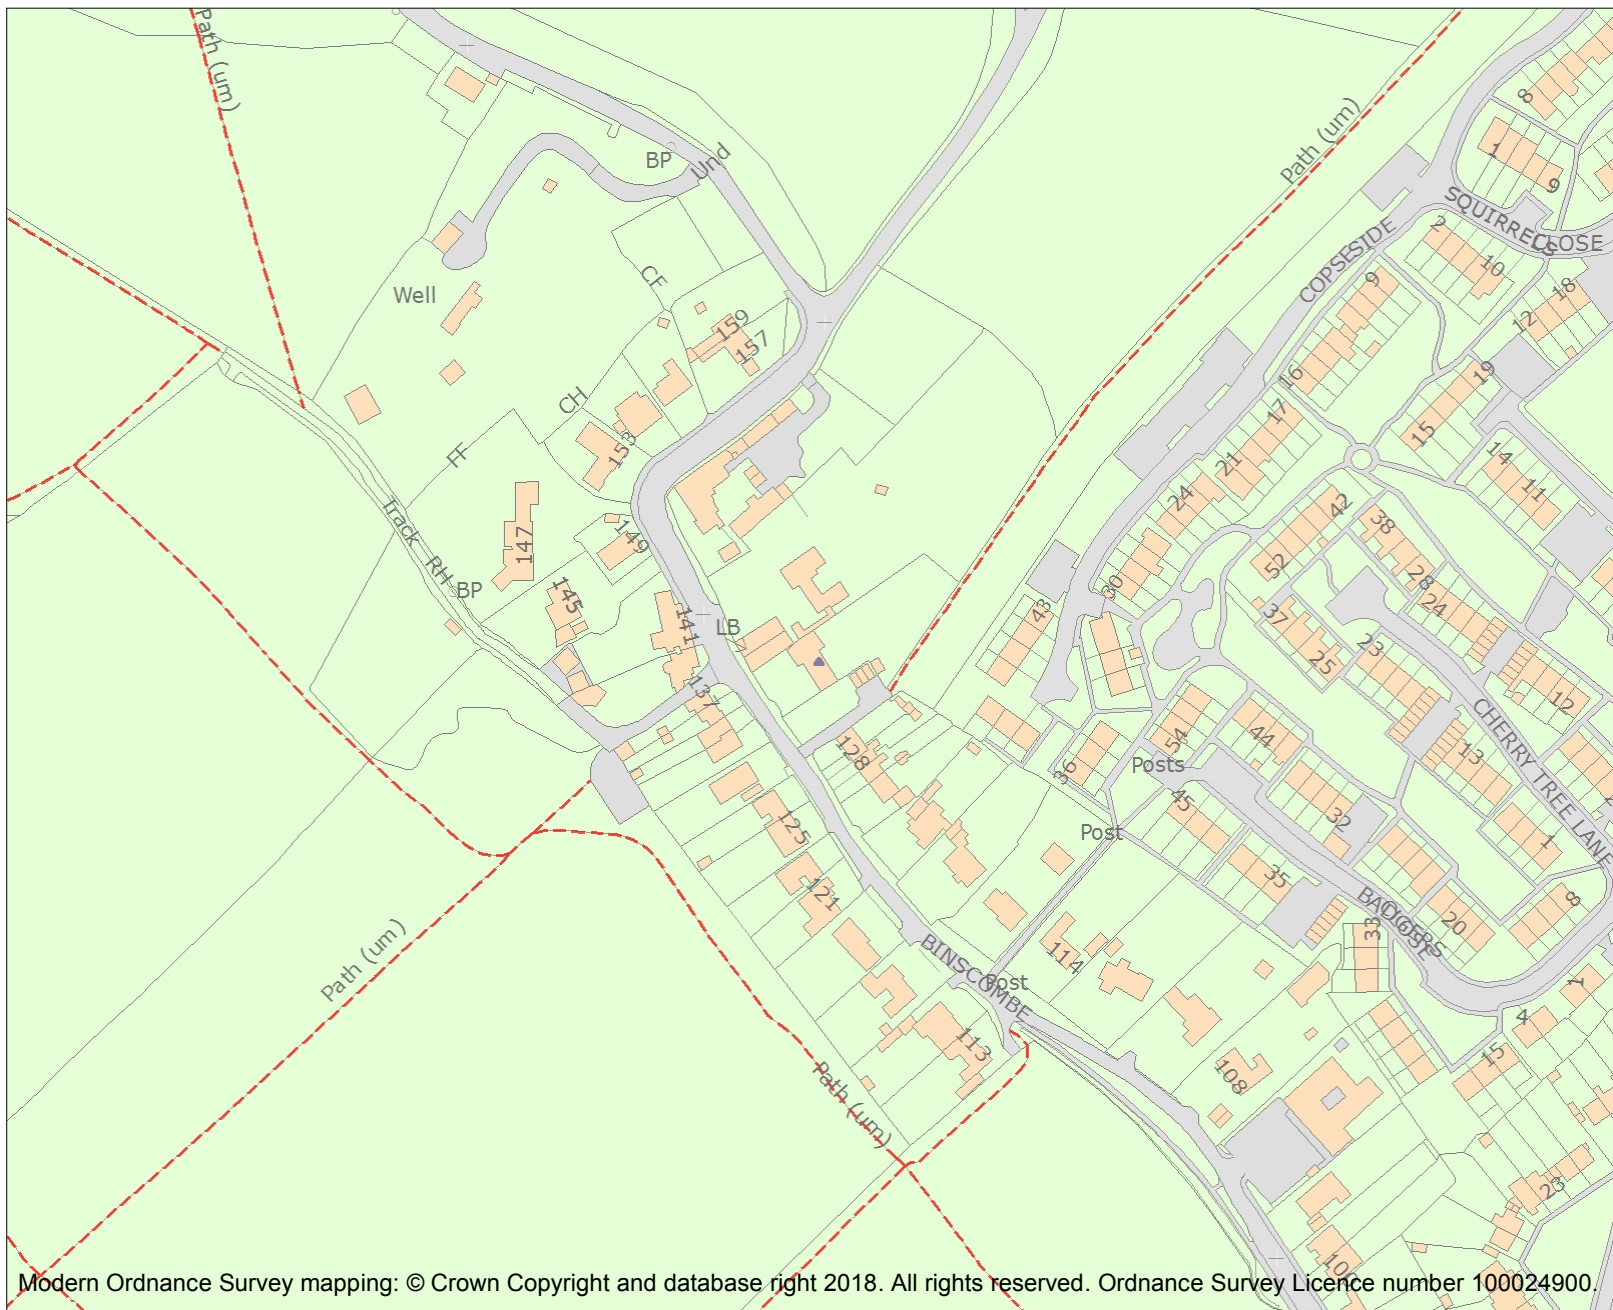 Path (um)
BP
Und
Path (um)
8
1
9
SQUIRRELS
CLOSE
2
10
COPSESIDE
9
18
12
Well
CF
159
157
16
19
17
15
CH
153
FF
21
24
14
11
42
38
52
28
24
Track
147
149
RH
BP
145
30
43
37
25
23
141
LB
137
12
54
44
CHERRY TREE LANE
13
128
Posts
36
45
32
1
Post
125
35
121
BADGERS
CLOSE
20
8
33
BINSCOMBE
114
Post
Path (um)
1
4
113
15
108
Path (um)
23
Modern Ordnance Survey mapping: © Crown Copyright and database right 2018. All rights reserved. Ordnance Survey Licence number 100024900.